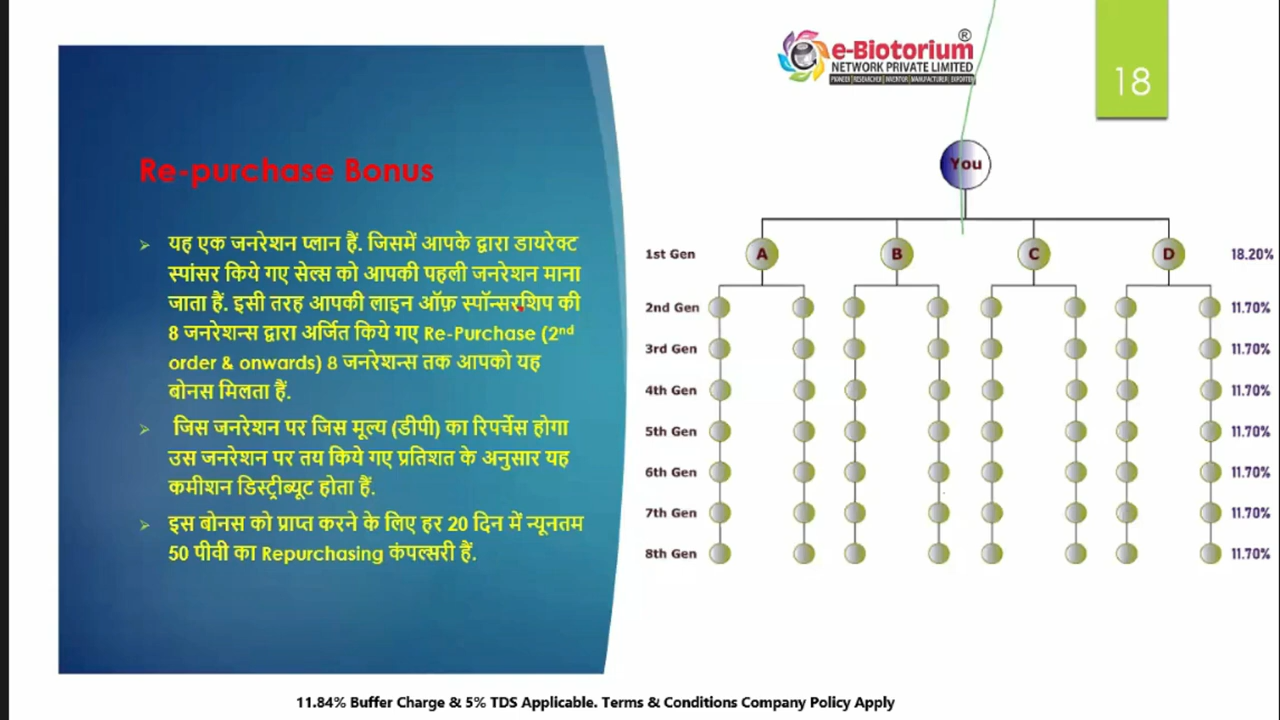 e-Biotorium®
NETWORK PRIVATE LIMITED
PIONEER|RESEARCHER|INVENTOR|MANUFACTURER|EXPORTER
18
Re-purchase Bonus
➢ यह एक जनरेशन प्लान हैं. जिसमें आपके द्वारा डायरेक्ट
स्पांसर किये गए सेल्स को आपकी पहली जनरेशन माना
जाता हैं. इसी तरह आपकी लाइन ऑफ़ स्पॉन्सरशिप की
8 जनरेशन्स द्वारा अर्जित किये गए Re-Purchase (2nd
order & onwards) 8 जनरेशन्स तक आपको यह
बोनस मिलता हैं.
➢ जिस जनरेशन पर जिस मूल्य (डीपी) का रिपर्चेस होगा
उस जनरेशन पर तय किये गए प्रतिशत के अनुसार यह
कमीशन डिस्ट्रीब्यूट होता हैं.
➢ इस बोनस को प्राप्त करने के लिए हर 20 दिन में न्यूनतम
50 पीवी का Repurchasing कंपल्सरी हैं.
You
1st Gen A B C D 18.20%
2nd Gen 11.70%
3rd Gen 11.70%
4th Gen 11.70%
5th Gen 11.70%
6th Gen 11.70%
7th Gen 11.70%
8th Gen 11.70%
11.84% Buffer Charge & 5% TDS Applicable. Terms & Conditions Company Policy Apply